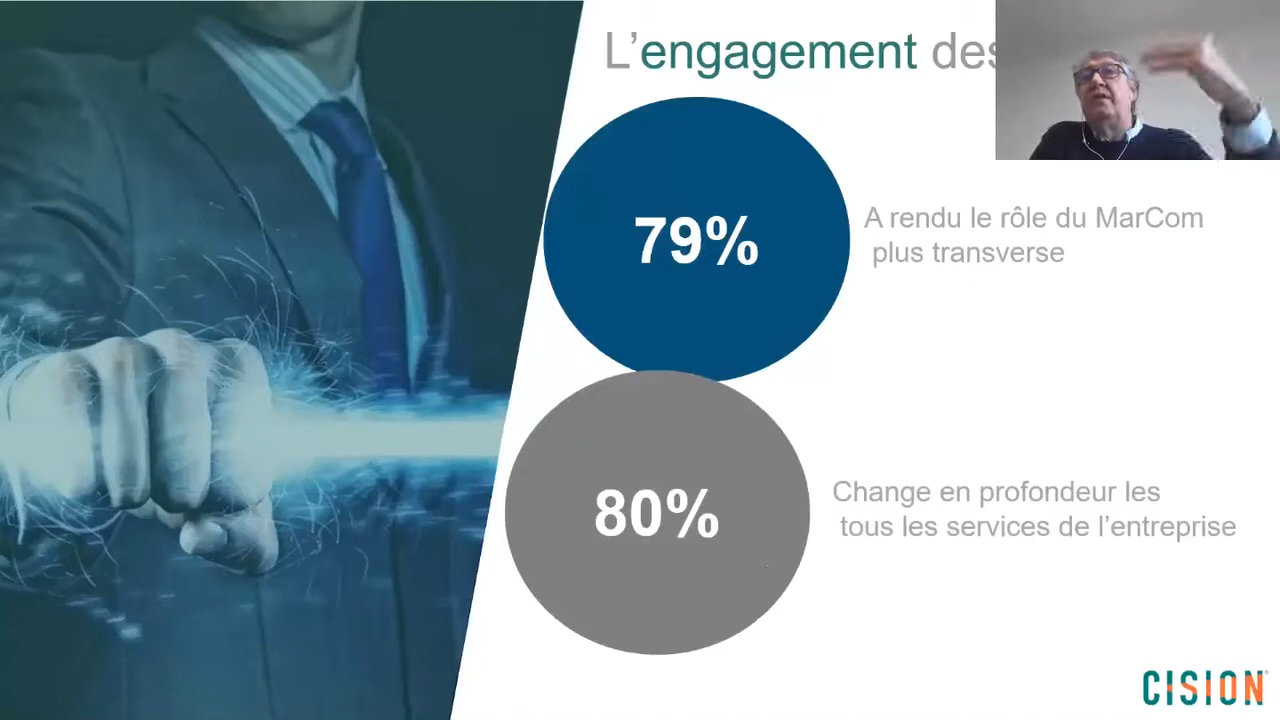 L’engagement des
79%
A rendu le rôle du MarCom
plus transverse
80%
Change en profondeur les
tous les services de l’entreprise
CISION